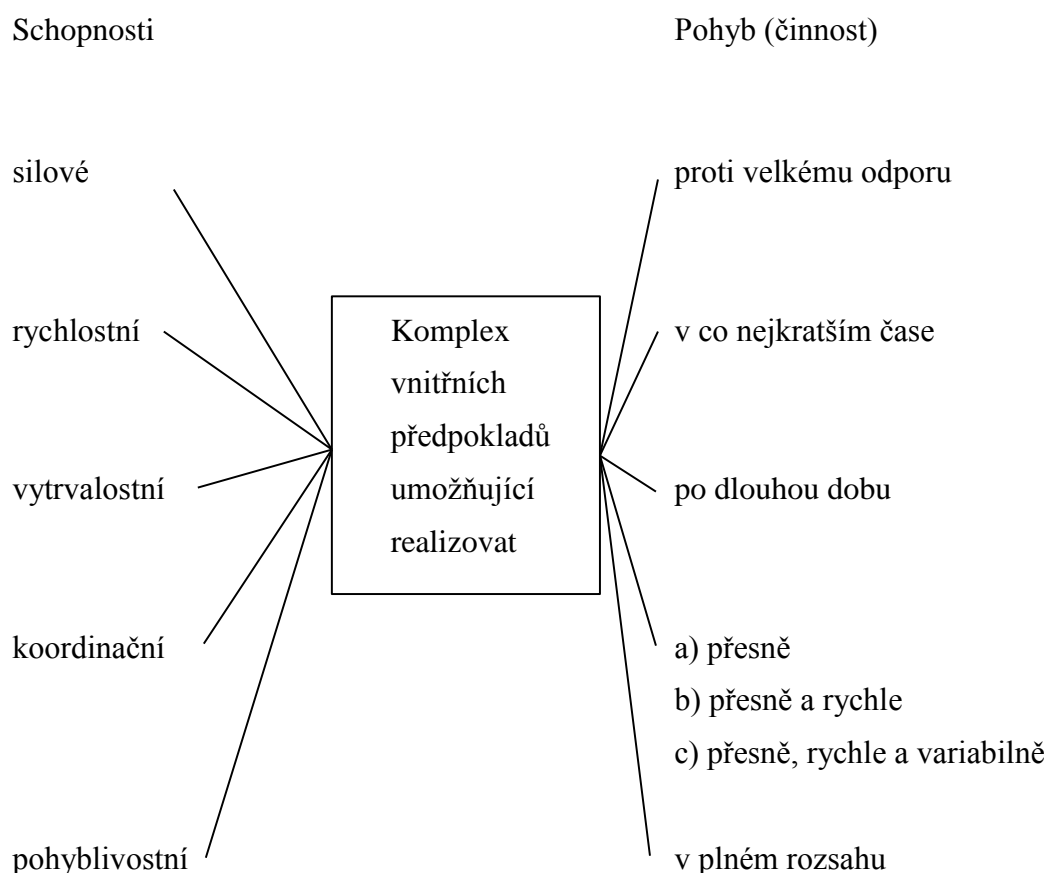 Schopnosti
Pohyb (činnost)
silové
proti velkému odporu
rychlostní
Komplex
v co nejkratším čase
vnitřních
předpokladů
vytrvalostní
umožňující
po dlouhou dobu
realizovat
koordinační
a) přesně
b) přesně a rychle
c) přesně, rychle a variabilně
pohyblivostní
v plném rozsahu